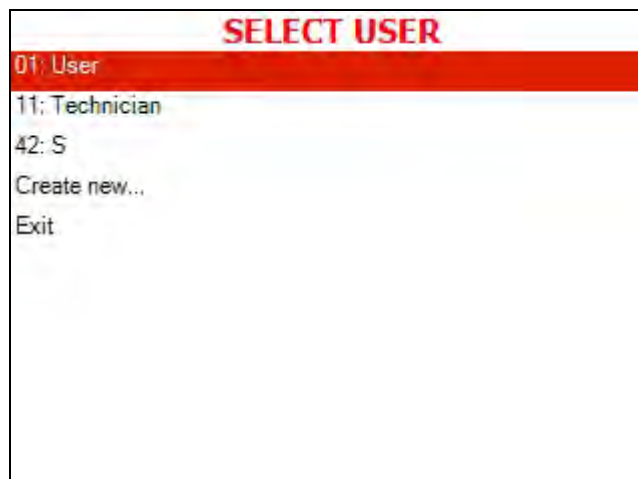 SELECT USER
01: User
11: Technician
42: S
Create new...
Exit